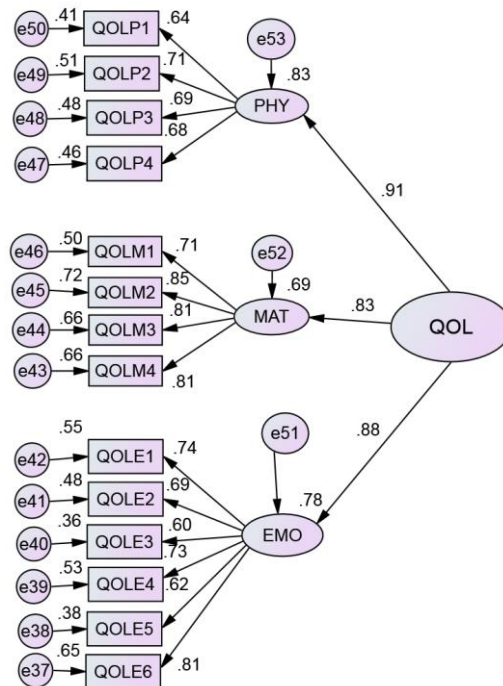 .41 .64
e50 QOLP1 e53
.51 .71 .83
e49 QOLP2
.48 .69 PHY
e48 QOLP3
.46 .68
e47 QOLP4
.91
.50 .71 e52
e46 QOLM1
.72 .85 .69
e45 QOLM2 .83
.66 .81 MAT QOL
e44 QOLM3
.66
e43 QOLM4 .81
.88
.55 e51
e42 QOLE1 .74
.48 .69 .78
e41 QOLE2
.36 .60 EMO
e40 QOLE3
.53 .73
e39 QOLE4 .62
.38
e38 QOLE5
.65 .81
e37 QOLE6